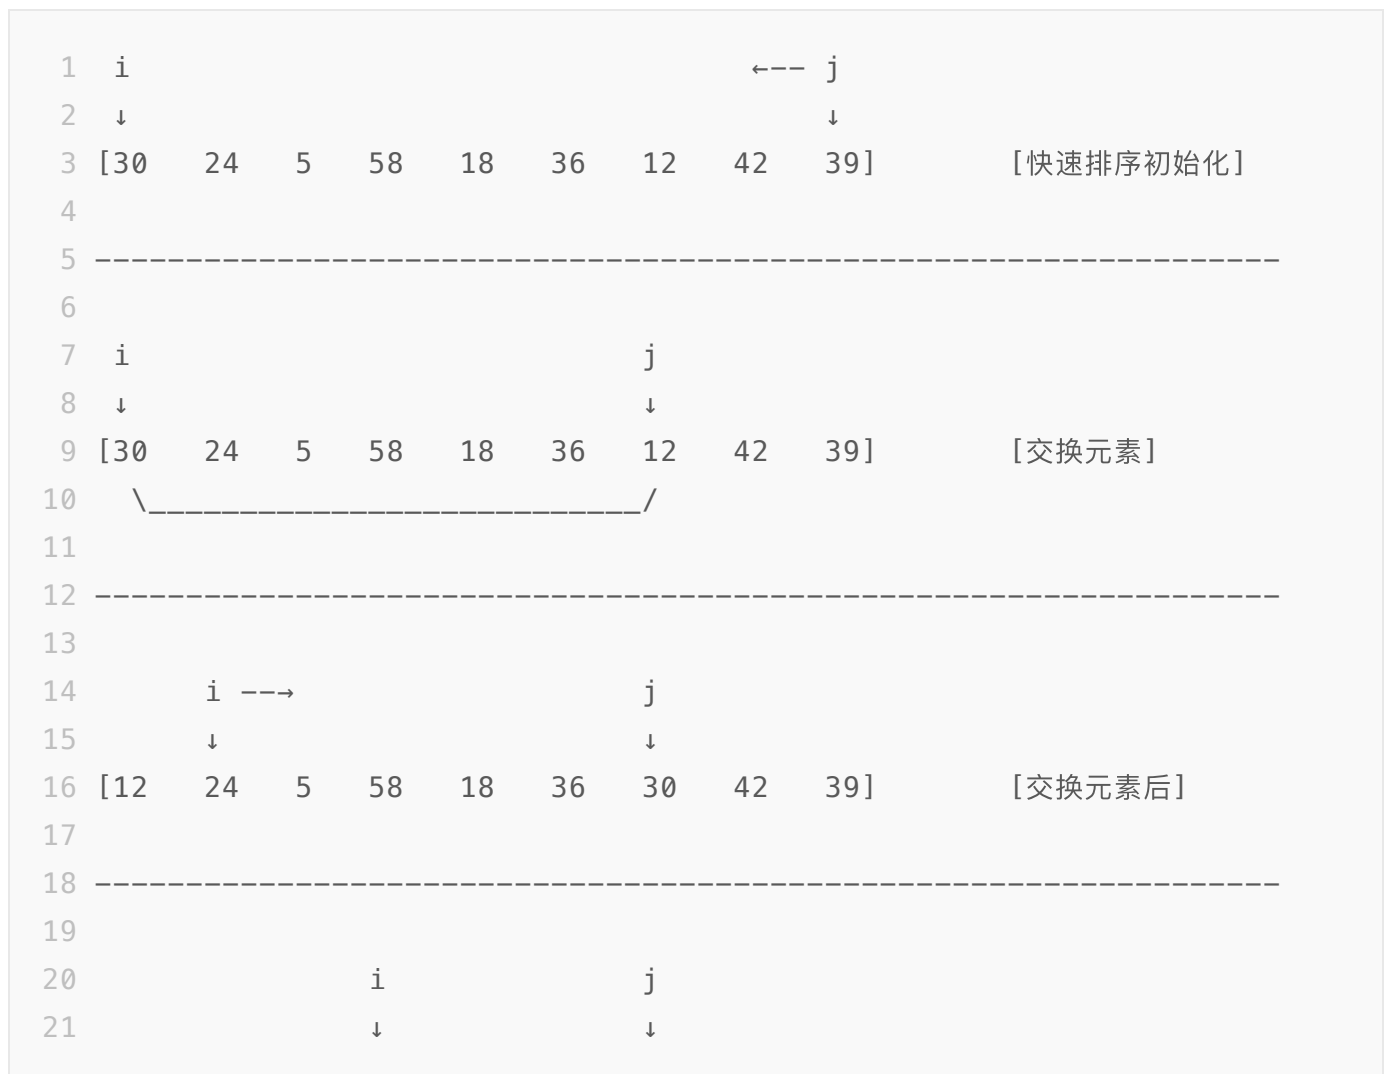 1  i                                  ←−− j
2  ↓                                      ↓
3 [30   24   5   58   18   36   12   42   39]       [快速排序初始化]
4
5 −−−−−−−−−−−−−−−−−−−−−−−−−−−−−−−−−−−−−−−−−−−−−−−−−−−−−−−−−−−−−−−−−
6
7  i                            j
8  ↓                            ↓
9 [30   24   5   58   18   36   12   42   39]       [交换元素]
10   \___________________________/
11
12 −−−−−−−−−−−−−−−−−−−−−−−−−−−−−−−−−−−−−−−−−−−−−−−−−−−−−−−−−−−−−−−−−
13
14       i −−→                   j
15       ↓                       ↓
16 [12   24   5   58   18   36   30   42   39]       [交换元素后]
17
18 −−−−−−−−−−−−−−−−−−−−−−−−−−−−−−−−−−−−−−−−−−−−−−−−−−−−−−−−−−−−−−−−−
19
20                i              j
21                ↓              ↓